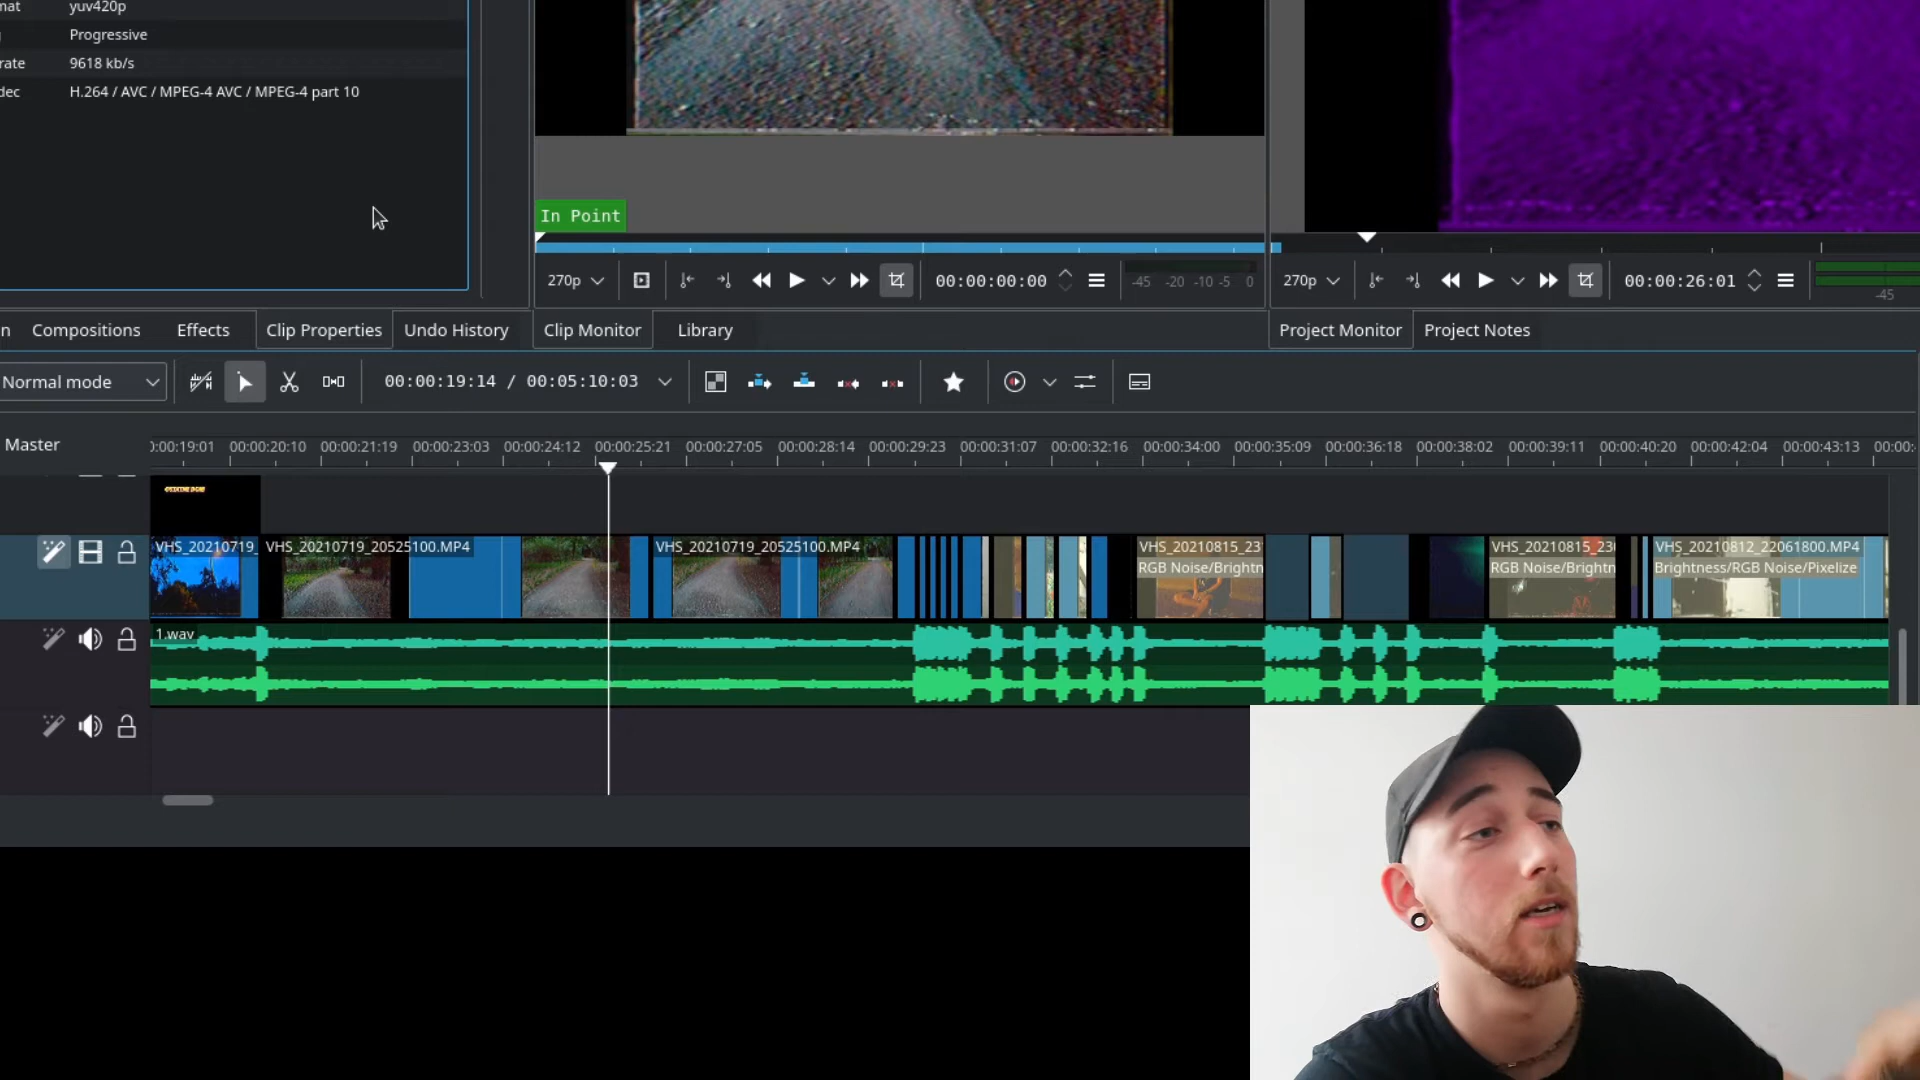 yuv420p
Progressive
rate 9618 kb/s
H.264 / AVC / MPEG-4 AVC / MPEG-4 part 10
In Point
270p 00:00:00:00 -45 -20 -10 -5 0
270p 00:00:26:01 -45
Compositions Effects Clip Properties Undo History Clip Monitor Library Project Monitor Project Notes
Normal mode 00:00:19:14 / 00:05:10:03
Master
0:00:19:01 00:00:20:10 00:00:21:19 00:00:23:03 00:00:24:12 00:00:25:21 00:00:27:05 00:00:28:14 00:00:29:23 00:00:31:07 00:00:32:16 00:00:34:00 00:00:35:09 00:00:36:18 00:00:38:02 00:00:39:11 00:00:40:20 00:00:42:04 00:00:43:13 00:00:
VHS_20210719_ VHS_20210719_20525100.MP4 VHS_20210719_20525100.MP4 VHS_20210815_23 VHS_20210815_23 VHS_20210812_22061800.MP4
RGB Noise/Brightn RGB Noise/Brightn Brightness/RGB Noise/Pixelize
1.wav